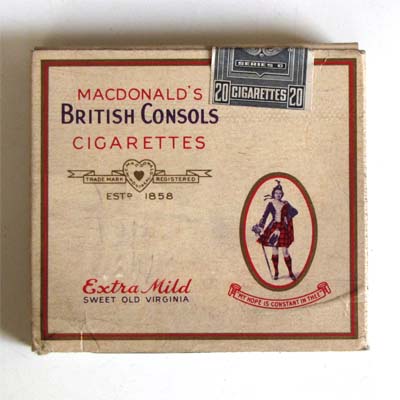 SERIES C
20 CIGARETTES 20
MACDONALD'S
BRITISH CONSOLS
CIGARETTES
TRADE MARK REGISTERED
ESTD 1858
Extra Mild
SWEET OLD VIRGINIA
"MY HOPE IS CONSTANT IN THEE"